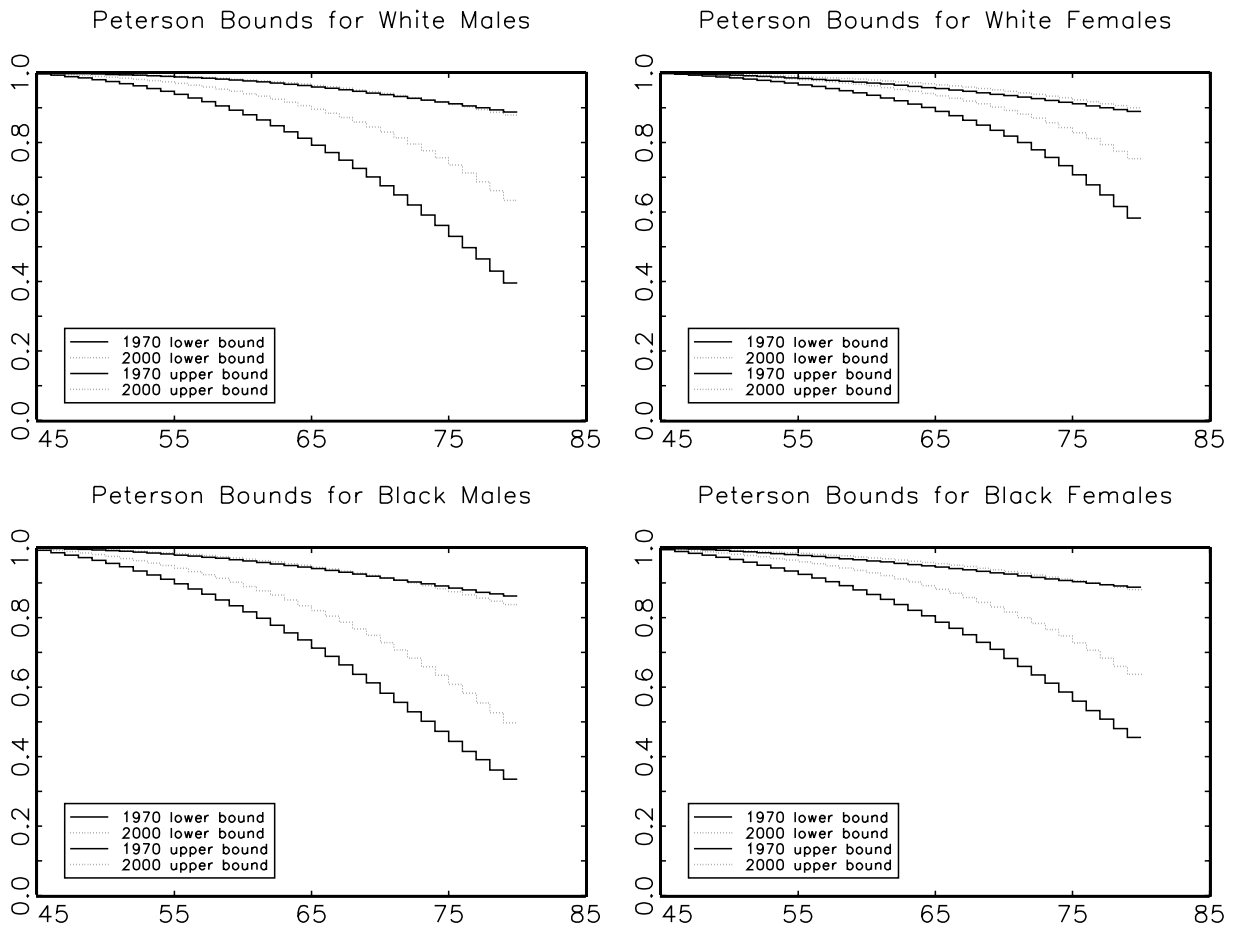 Peterson Bounds for White Males
1.0
0.8
0.6
0.4
0.2
0.0
1970 lower bound
2000 lower bound
1970 upper bound
2000 upper bound
45 55 65 75 85
Peterson Bounds for White Females
1.0
0.8
0.6
0.4
0.2
0.0
1970 lower bound
2000 lower bound
1970 upper bound
2000 upper bound
45 55 65 75 85
Peterson Bounds for Black Males
1.0
0.8
0.6
0.4
0.2
0.0
1970 lower bound
2000 lower bound
1970 upper bound
2000 upper bound
45 55 65 75 85
Peterson Bounds for Black Females
1.0
0.8
0.6
0.4
0.2
0.0
1970 lower bound
2000 lower bound
1970 upper bound
2000 upper bound
45 55 65 75 85